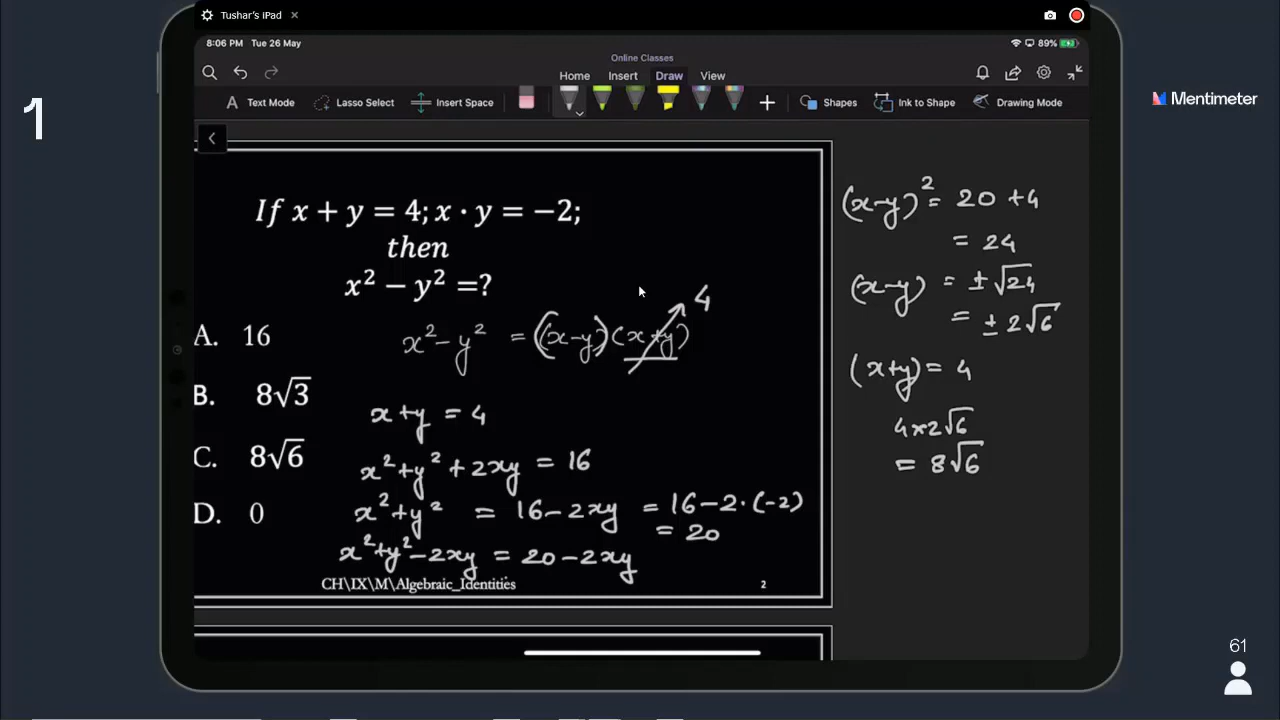 Tushar's iPad ×
8:06 PM Tue 26 May
89%
Online Classes
Home Insert Draw View
A Text Mode Lasso Select Insert Space Shapes Ink to Shape Drawing Mode
1
Mentimeter
If x + y = 4; x · y = −2;
then
x² − y² =?
A. 16
B. 8√3
C. 8√6
D. 0
x² − y² = (x−y)(x+y) 4
x+y = 4
x² + y² + 2xy = 16
x² + y² = 16 − 2xy = 16 − 2·(−2)
= 20
x² + y² − 2xy = 20 − 2xy
CH\IX\M\Algebraic_Identities 2
(x−y)² = 20 + 4
= 24
(x−y) = ± √24
= ± 2√6
(x+y) = 4
4×2√6
= 8√6
61